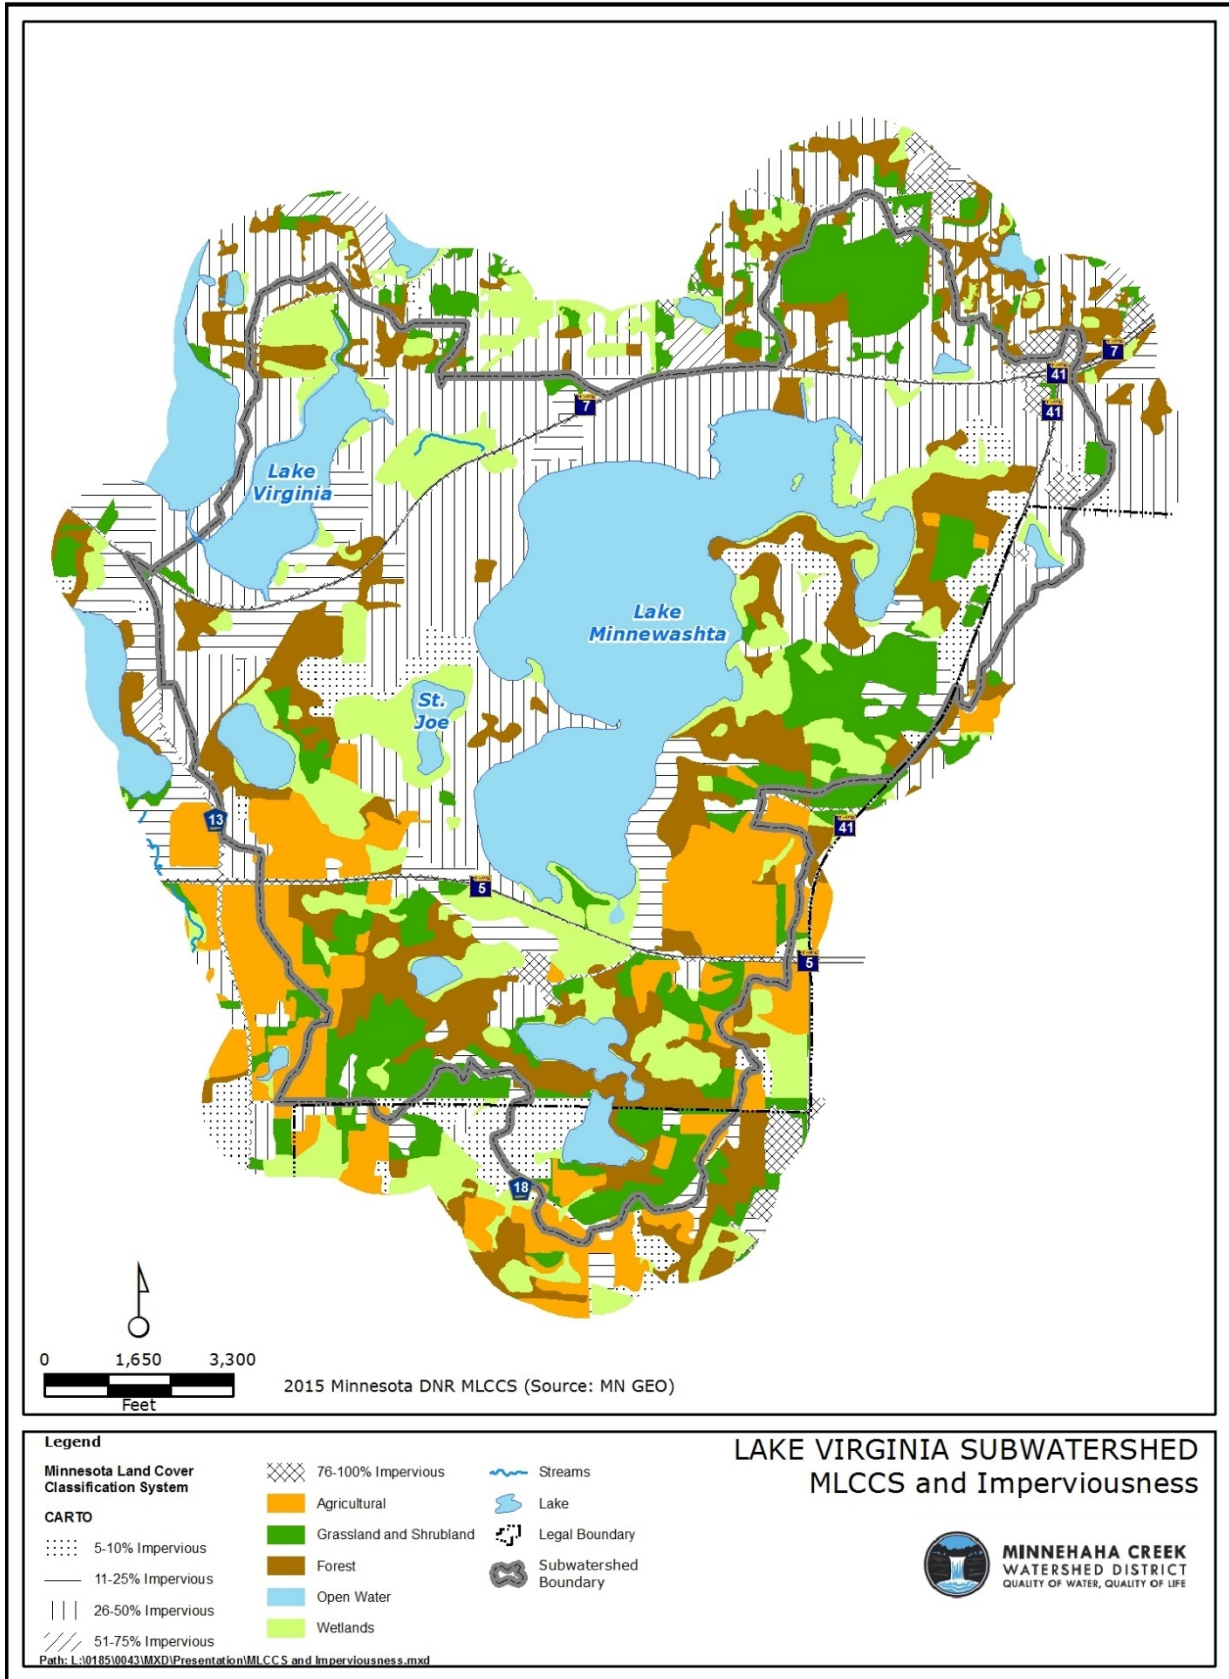 7
41
41
7
Lake
Virginia
Lake
Minnewashta
St.
Joe
13
41
5
5
18
0 1,650 3,300
Feet
2015 Minnesota DNR MLCCS (Source: MN GEO)
Legend
Minnesota Land Cover
Classification System
CARTO
5-10% Impervious
11-25% Impervious
26-50% Impervious
51-75% Impervious
76-100% Impervious
Agricultural
Grassland and Shrubland
Forest
Open Water
Wetlands
Streams
Lake
Legal Boundary
Subwatershed
Boundary
Path: L:\0185\0043\MXD\Presentation\MLCCS and Imperviousness.mxd
LAKE VIRGINIA SUBWATERSHED
MLCCS and Imperviousness
MINNEHAHA CREEK
WATERSHED DISTRICT
QUALITY OF WATER, QUALITY OF LIFE